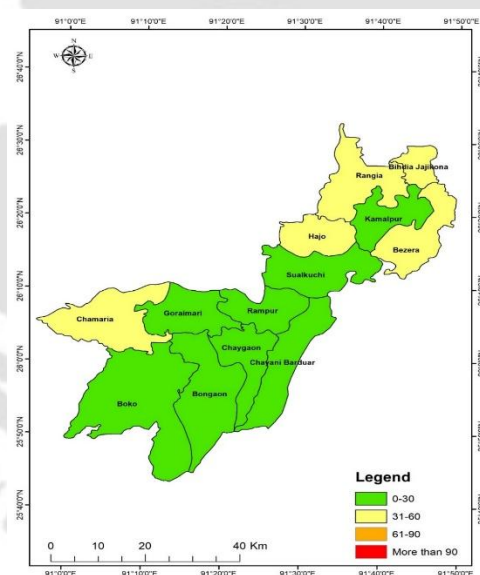 91°0'0"E 91°10'0"E 91°20'0"E 91°30'0"E 91°40'0"E 91°50'0"E
N
W E
S
26°40'0"N
26°30'0"N
26°20'0"N
26°10'0"N
26°0'0"N
25°50'0"N
25°40'0"N
Rangia
Bihdia Jajikona
Kamalpur
Hajo
Bezera
Sualkuchi
Chamaria
Goraimari
Rampur
Chaygaon
Chayani Barduar
Boko
Bongaon
Legend
0-30
31-60
61-90
More than 90
0 10 20 40 Km
91°0'0"E 91°10'0"E 91°20'0"E 91°30'0"E 91°40'0"E 91°50'0"E